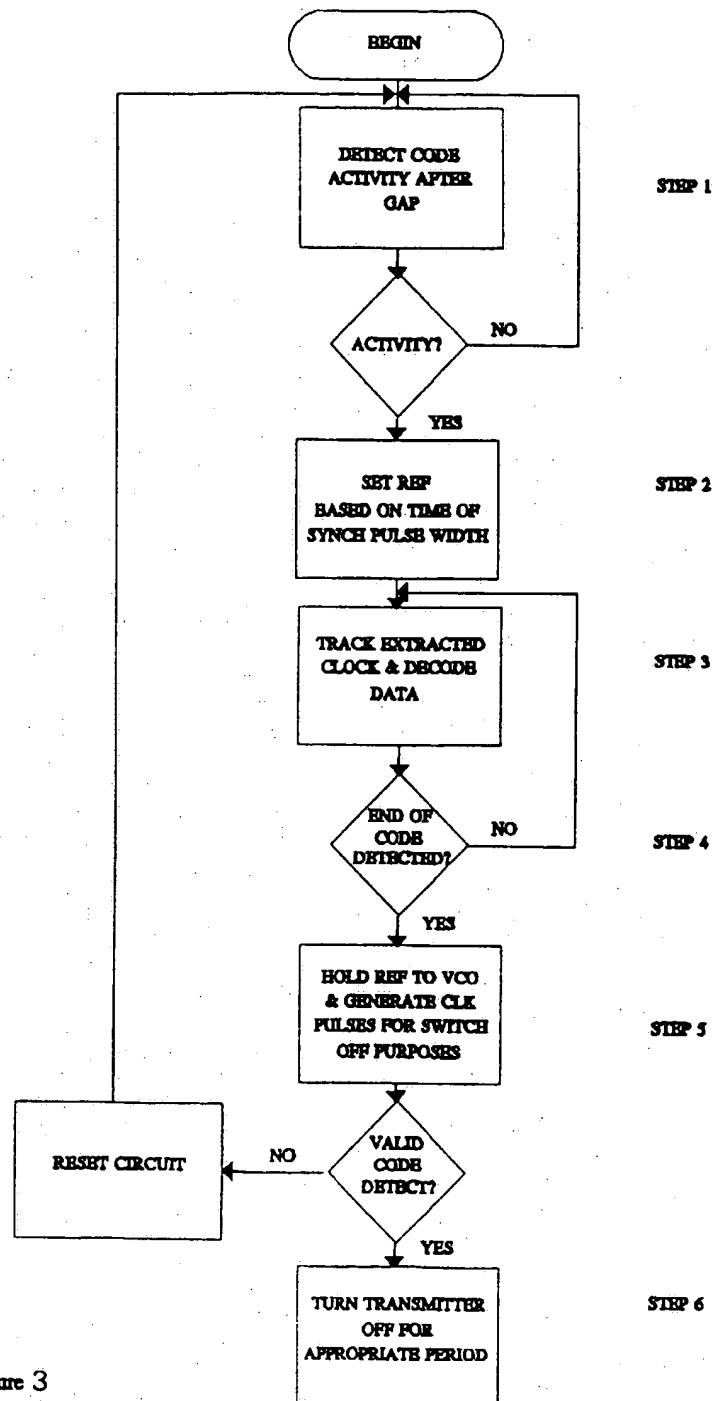 BEGIN
DETECT CODE
ACTIVITY AFTER
GAP
STEP 1
ACTIVITY?
NO
YES
SET REF
BASED ON TIME OF
SYNCH PULSE WIDTH
STEP 2
TRACK EXTRACTED
CLOCK & DECODE
DATA
STEP 3
END OF
CODE
DETECTED?
NO
STEP 4
YES
HOLD REF TO VCO
& GENERATE CLK
PULSES FOR SWITCH
OFF PURPOSES
STEP 5
VALID
CODE
DETECT?
NO
RESET CIRCUIT
YES
TURN TRANSMITTER
OFF FOR
APPROPRIATE PERIOD
STEP 6
ure 3